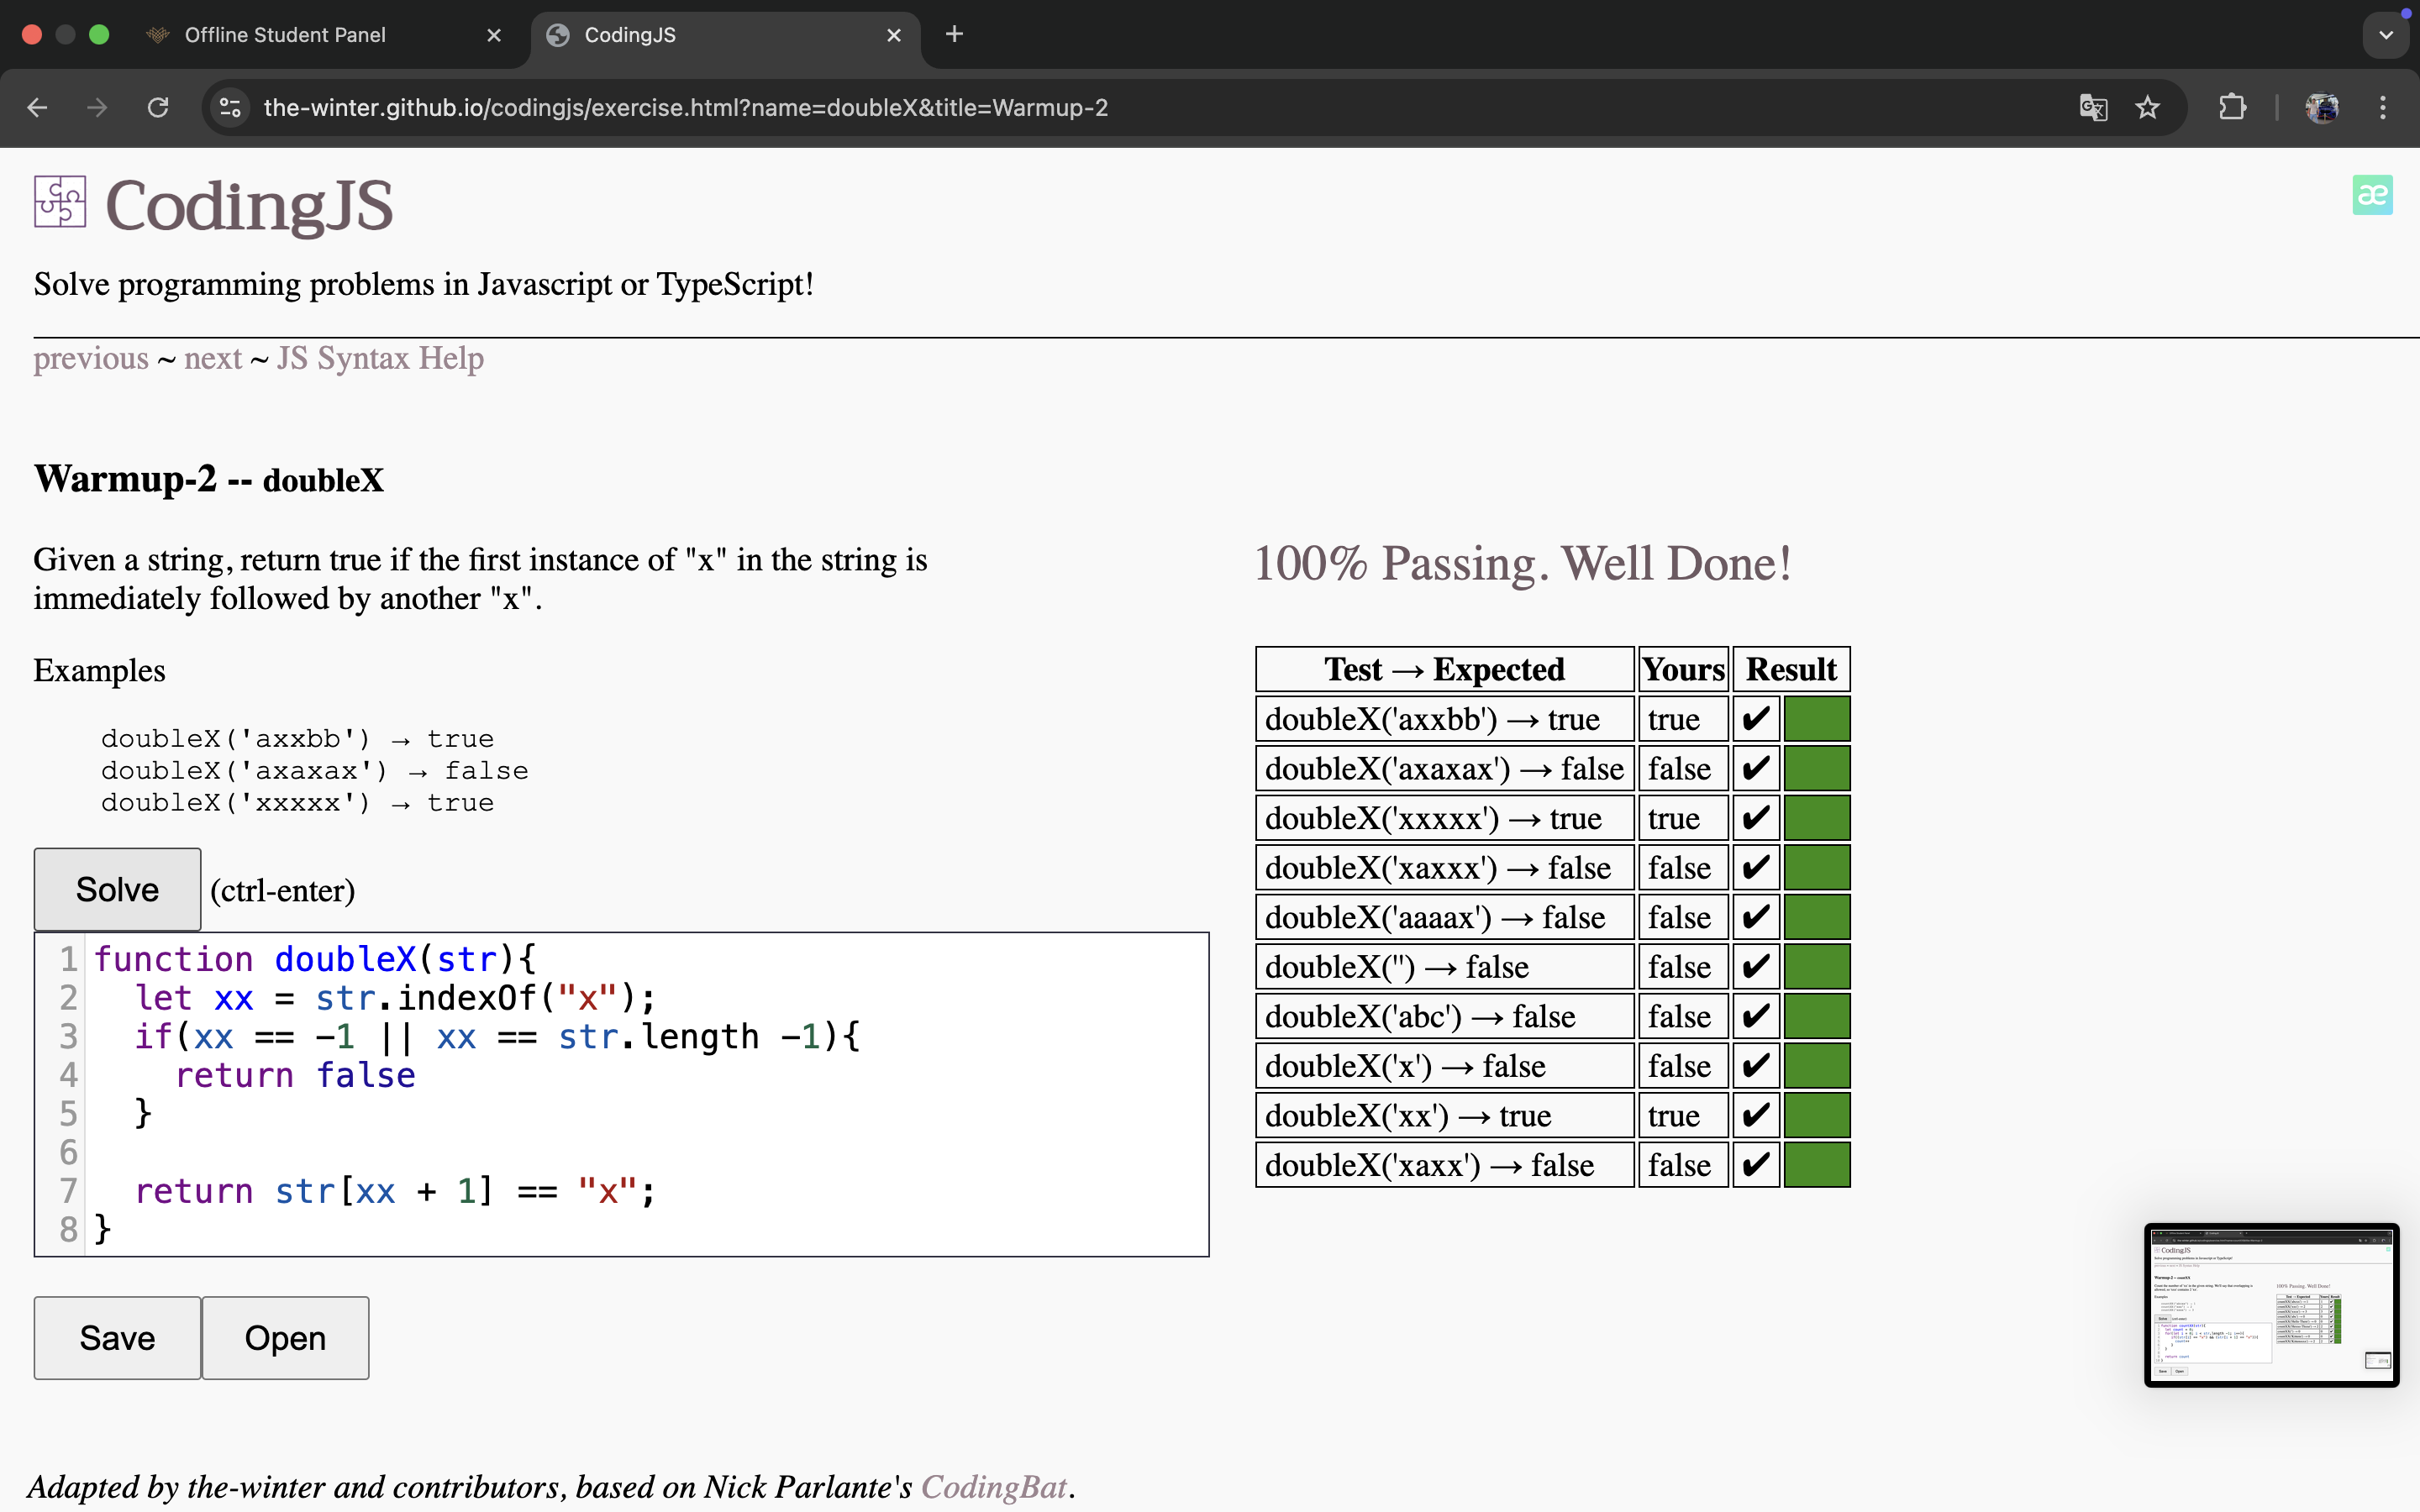 Offline Student Panel
CodingJS
the-winter.github.io/codingjs/exercise.html?name=doubleX&title=Warmup-2
CodingJS
æ
Solve programming problems in Javascript or TypeScript!
previous ~ next ~ JS Syntax Help
Warmup-2 -- doubleX
Given a string, return true if the first instance of "x" in the string is
immediately followed by another "x".
Examples
doubleX('axxbb') → true
doubleX('axaxax') → false
doubleX('xxxxx') → true
Solve (ctrl-enter)
1 function doubleX(str){
2   let xx = str.indexOf("x");
3   if(xx == -1 || xx == str.length -1){
4     return false
5   }
6
7   return str[xx + 1] == "x";
8 }
Save Open
100% Passing. Well Done!
Test → Expected Yours Result
doubleX('axxbb') → true true ✔
doubleX('axaxax') → false false ✔
doubleX('xxxxx') → true true ✔
doubleX('xaxxx') → false false ✔
doubleX('aaaax') → false false ✔
doubleX('') → false false ✔
doubleX('abc') → false false ✔
doubleX('x') → false false ✔
doubleX('xx') → true true ✔
doubleX('xaxx') → false false ✔
CodingJS
Adapted by the-winter and contributors, based on Nick Parlante's CodingBat.